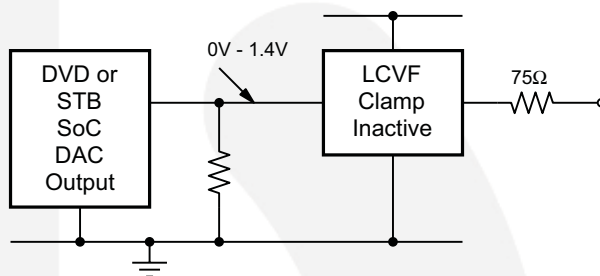 0V - 1.4V
DVD or
STB
SoC
DAC
Output
LCVF
Clamp
Inactive
75Ω